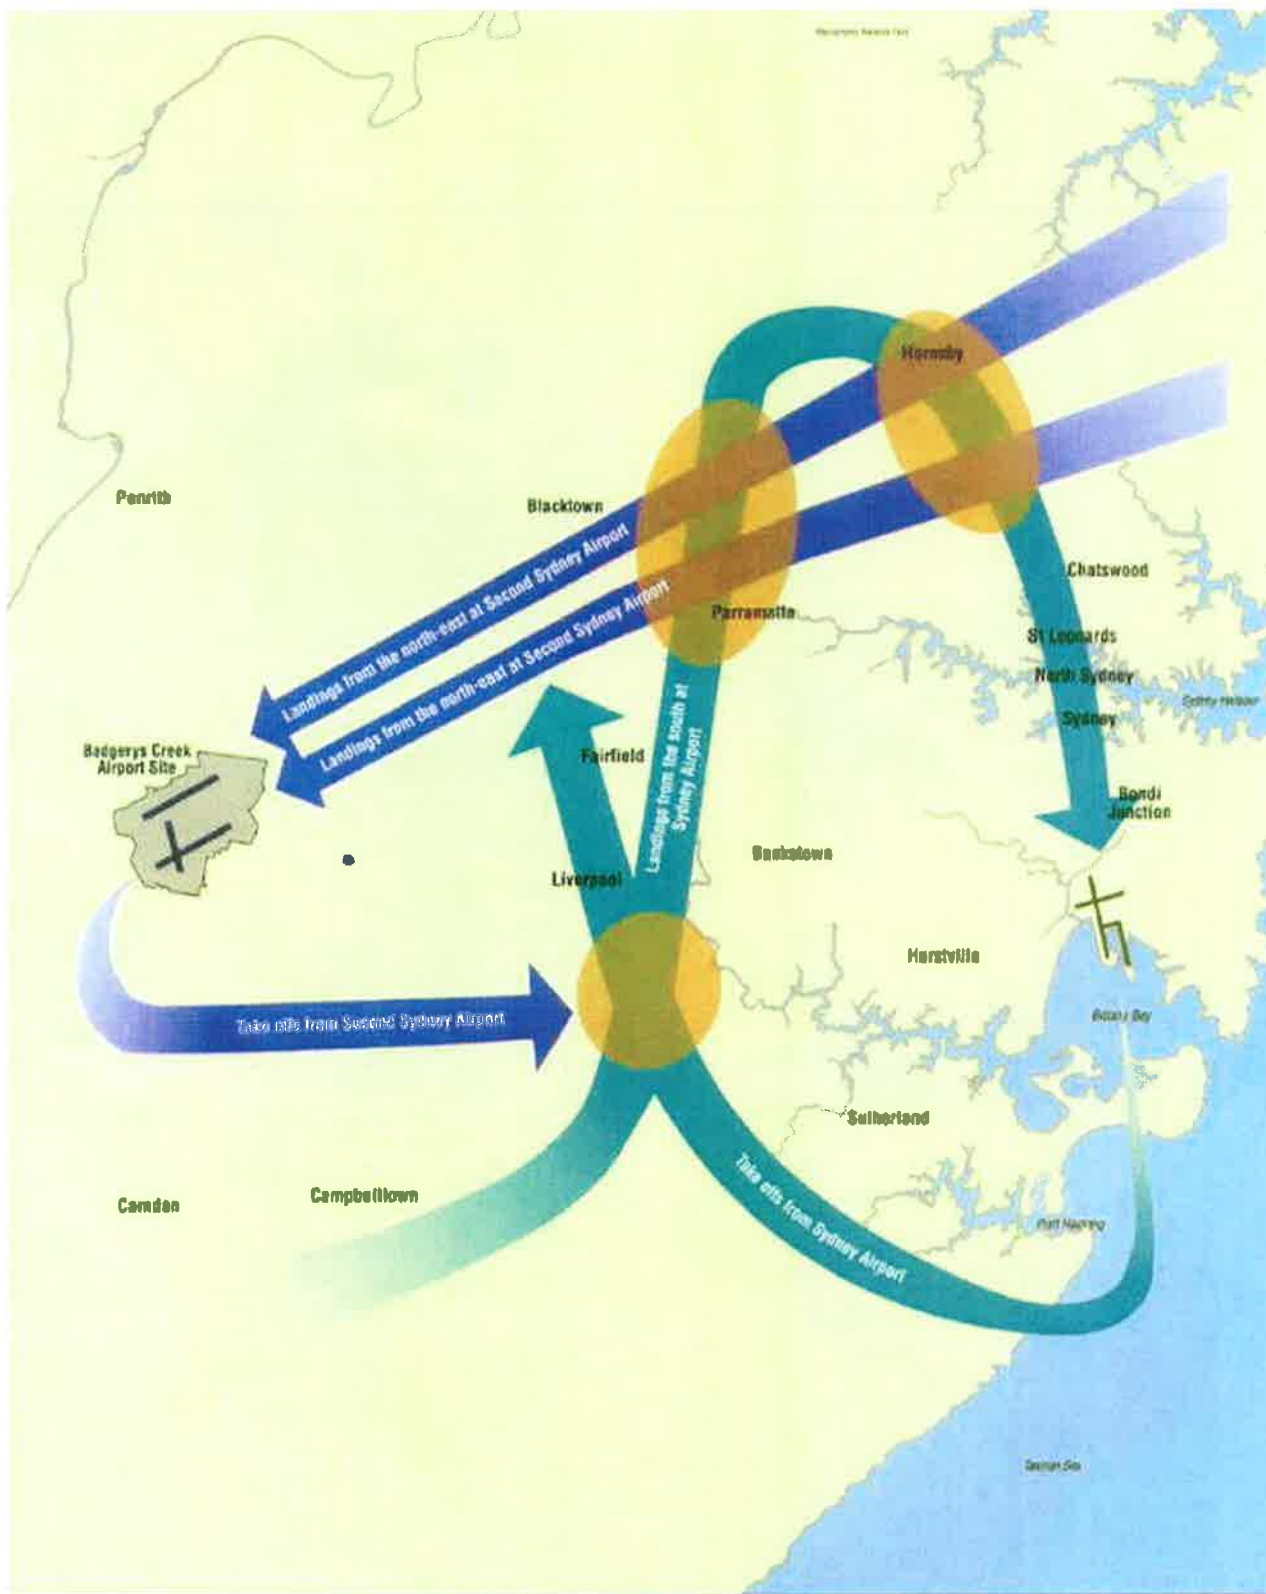 Hornsby
Penrith
Blacktown
Landings from the north-east at Second Sydney Airport
Landings from the north-east at Second Sydney Airport
Chatswood
Parramatta
St Leonards
North Sydney
Sydney Harbour
Sydney
Badgerys Creek
Airport Site
Fairfield
Landings from the south at
Sydney Airport
Bondi
Junction
Bankstown
Liverpool
Hurstville
Take offs from Second Sydney Airport
Botany Bay
Sutherland
Take offs from Sydney Airport
Campbelltown
Camden
Port Hacking
Tasman Sea